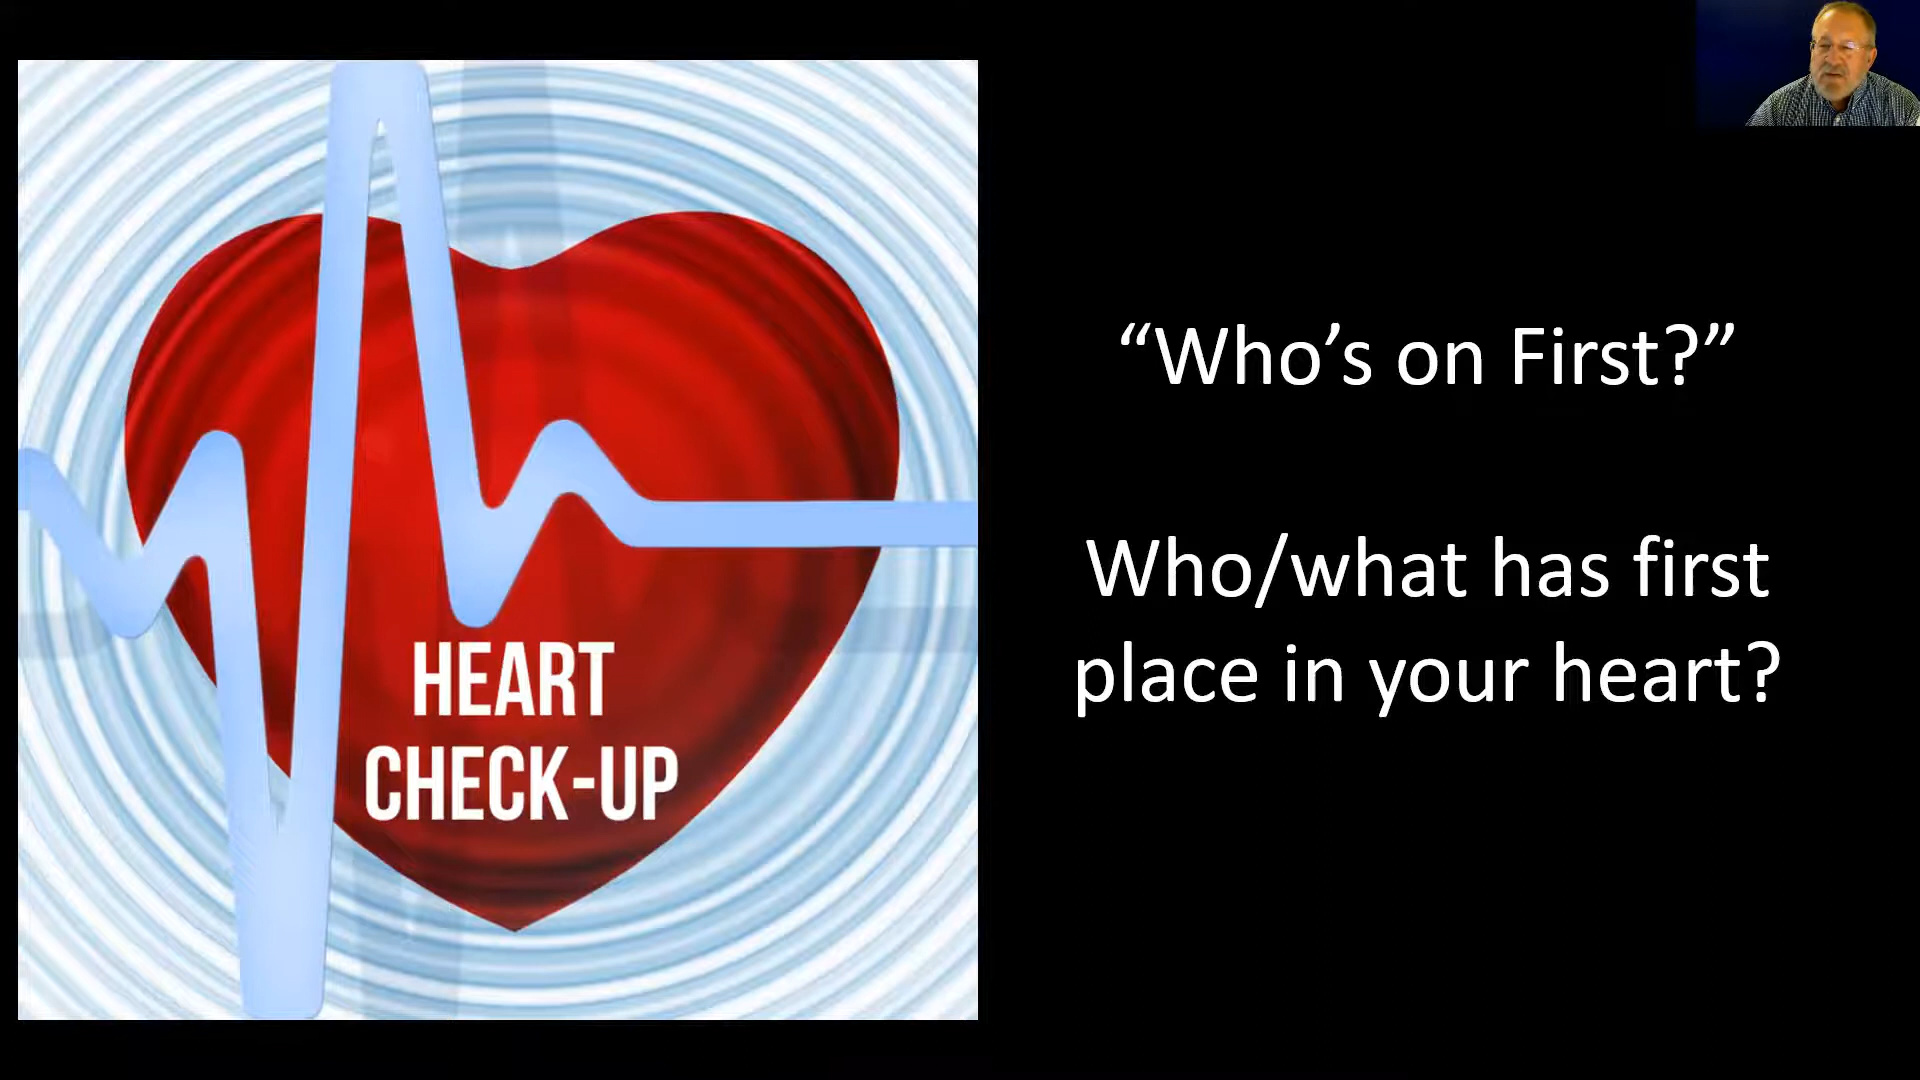 HEART
CHECK-UP
“Who’s on First?”
Who/what has first
place in your heart?